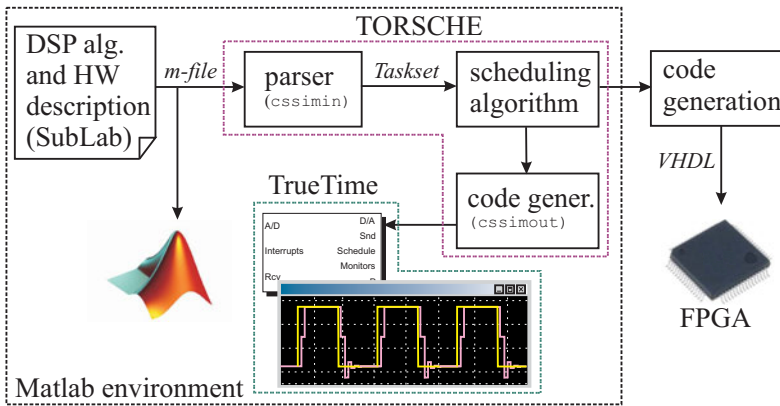 TORSCHE
DSP alg.
and HW
description
(SubLab)
m-file
parser
(cssimin)
Taskset
scheduling
algorithm
code
generation
VHDL
code gener.
(cssimout)
TrueTime
A/D
Interrupts
Rcv
D/A
Snd
Schedule
Monitors
FPGA
Matlab environment